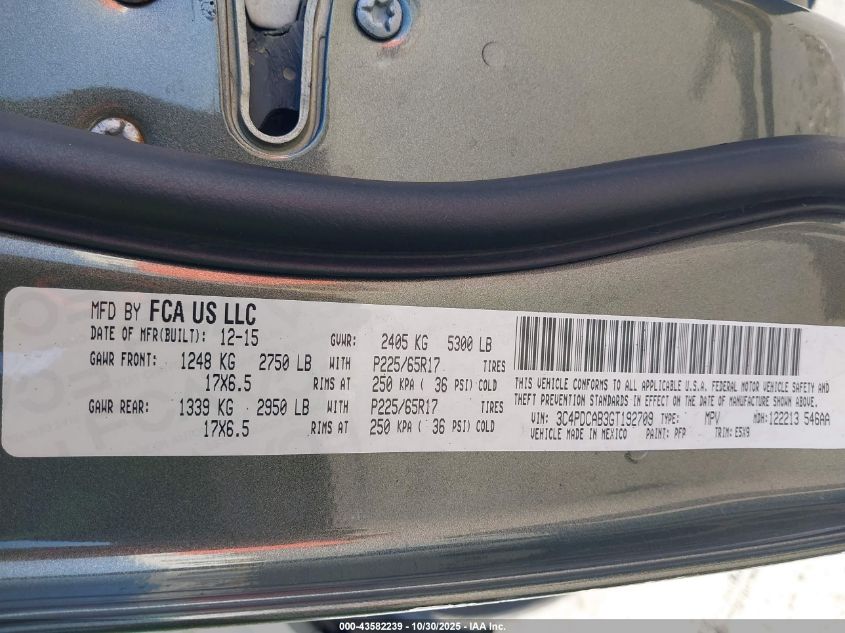 MFD BY FCA US LLC
DATE OF MFR(BUILT): 12-15 GVWR: 2405 KG 5300 LB
GAWR FRONT: 1248 KG 2750 LB WITH P225/65R17 TIRES
17X6.5 RIMS AT 250 KPA ( 36 PSI) COLD
GAWR REAR: 1339 KG 2950 LB WITH P225/65R17 TIRES
17X6.5 RIMS AT 250 KPA ( 36 PSI) COLD
THIS VEHICLE CONFORMS TO ALL APPLICABLE U.S.A. FEDERAL MOTOR VEHICLE SAFETY AND
THEFT PREVENTION STANDARDS IN EFFECT ON THE DATE OF MANUFACTURE SHOWN ABOVE.
VIN: 3C4PDCAB3GT192709 TYPE: MPV MDH: 122213 546AA
VEHICLE MADE IN MEXICO PAINT: PFP TRIM: E5X9
000-43582239 - 10/30/2025 - IAA, Inc.